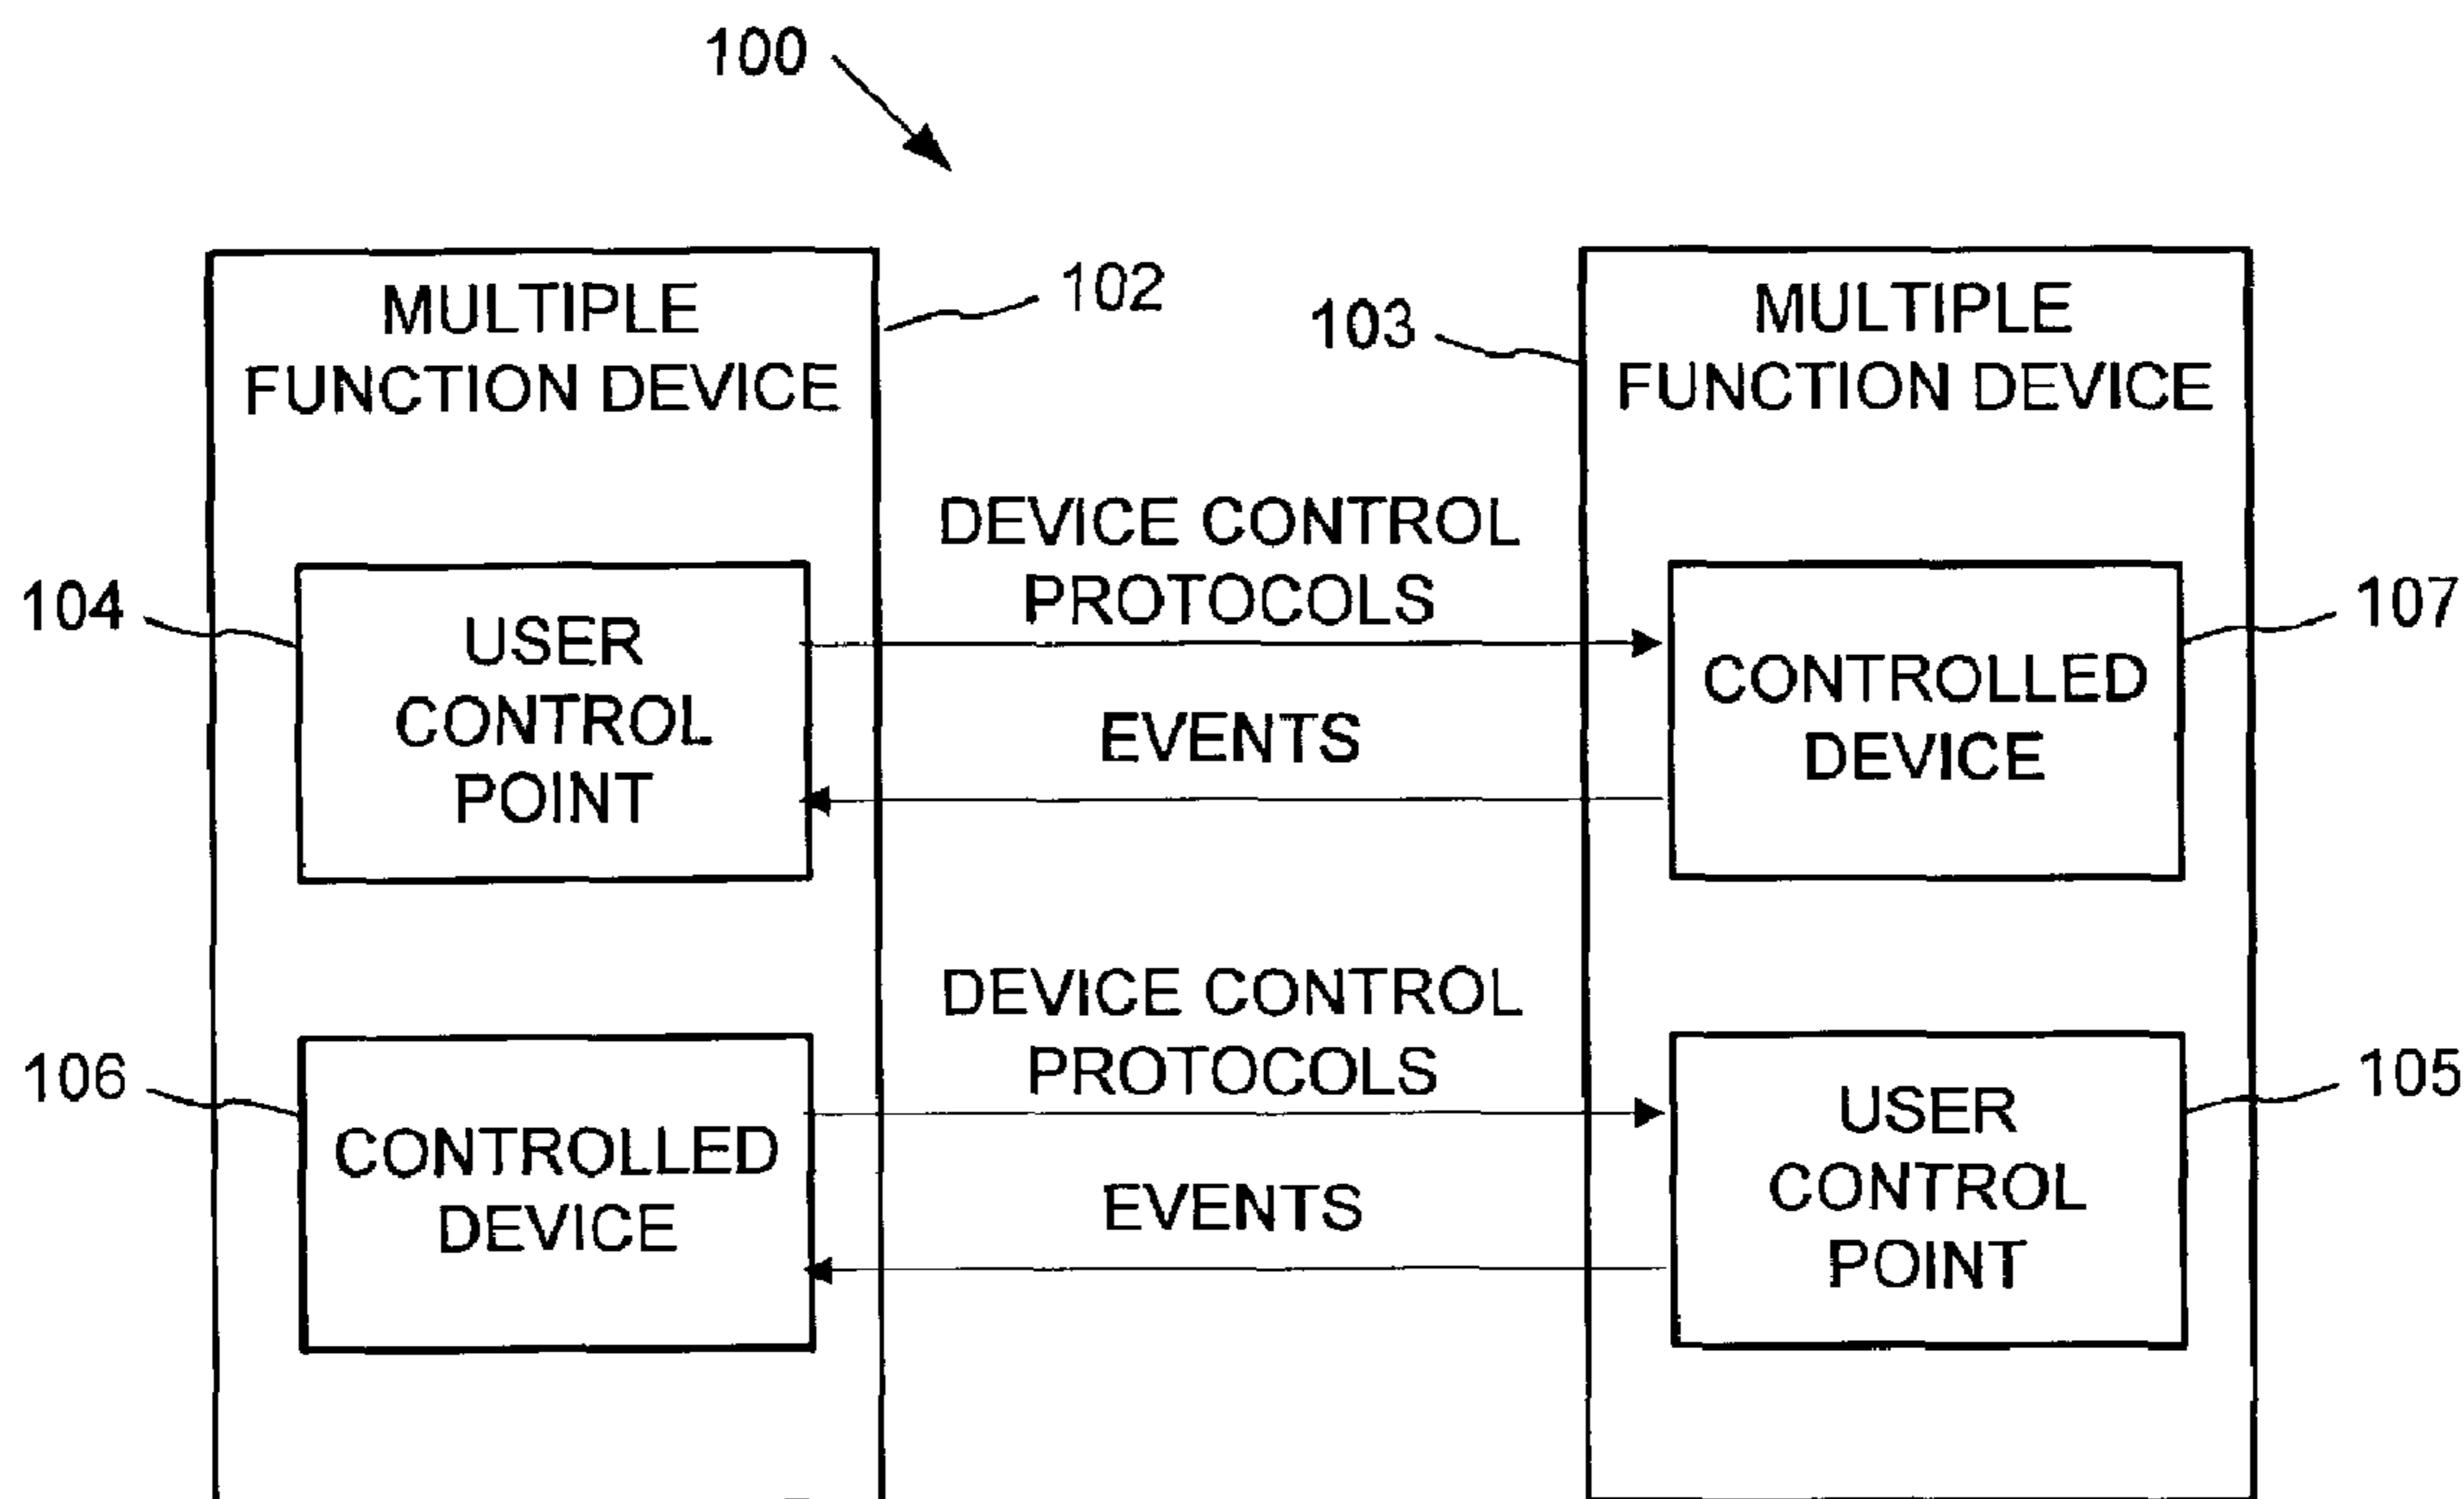 100
MULTIPLE
FUNCTION DEVICE
102
103
MULTIPLE
FUNCTION DEVICE
DEVICE CONTROL
PROTOCOLS
104
USER
CONTROL
POINT
EVENTS
CONTROLLED
DEVICE
107
DEVICE CONTROL
PROTOCOLS
106
CONTROLLED
DEVICE
EVENTS
USER
CONTROL
POINT
105